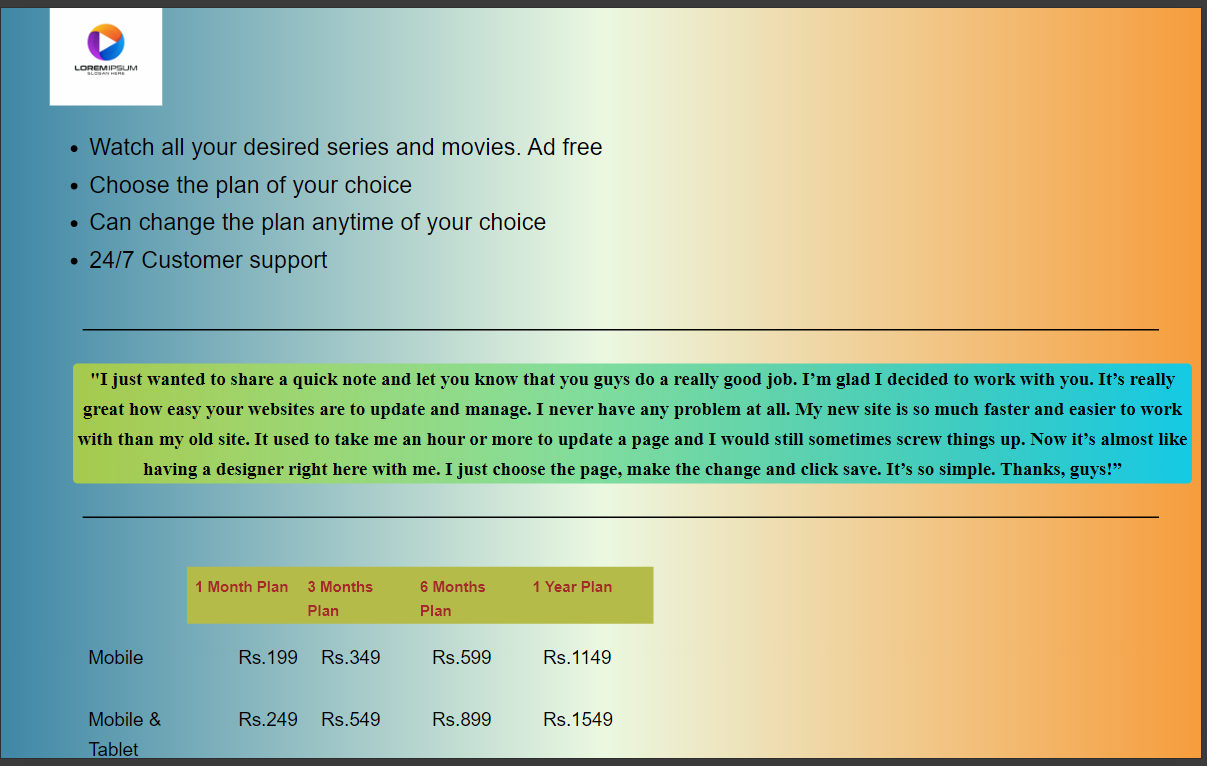 LOREMIPSUM
SLOGAN HERE
Watch all your desired series and movies. Ad free
Choose the plan of your choice
Can change the plan anytime of your choice
24/7 Customer support
"I just wanted to share a quick note and let you know that you guys do a really good job. I’m glad I decided to work with you. It’s really
great how easy your websites are to update and manage. I never have any problem at all. My new site is so much faster and easier to work
with than my old site. It used to take me an hour or more to update a page and I would still sometimes screw things up. Now it’s almost like
having a designer right here with me. I just choose the page, make the change and click save. It’s so simple. Thanks, guys!”
1 Month Plan 3 Months Plan 6 Months Plan 1 Year Plan
Mobile Rs.199 Rs.349 Rs.599 Rs.1149
Mobile & Tablet Rs.249 Rs.549 Rs.899 Rs.1549